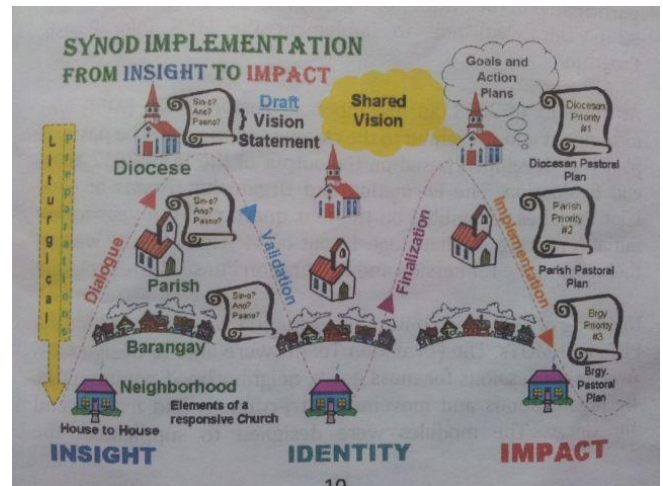 SYNOD IMPLEMENTATION
FROM INSIGHT TO IMPACT
Liturgical
Preparations
Diocese
Sin-o?
Ano?
Paano?
Draft
Vision
Statement
Shared
Vision
Goals and
Action
Plans
Diocesan
Priority
#1
Diocesan Pastoral
Plan
Dialogue
Parish
Sin-o?
Ano?
Paano?
Validation
Finalization
Implementation
Parish
Priority
#2
Parish Pastoral
Plan
Barangay
Sin-o?
Ano?
Paano?
Brgy
Priority
#3
Brgy.
Pastoral
Plan
Neighborhood
House to House
Elements of a
responsive Church
INSIGHT
IDENTITY
IMPACT